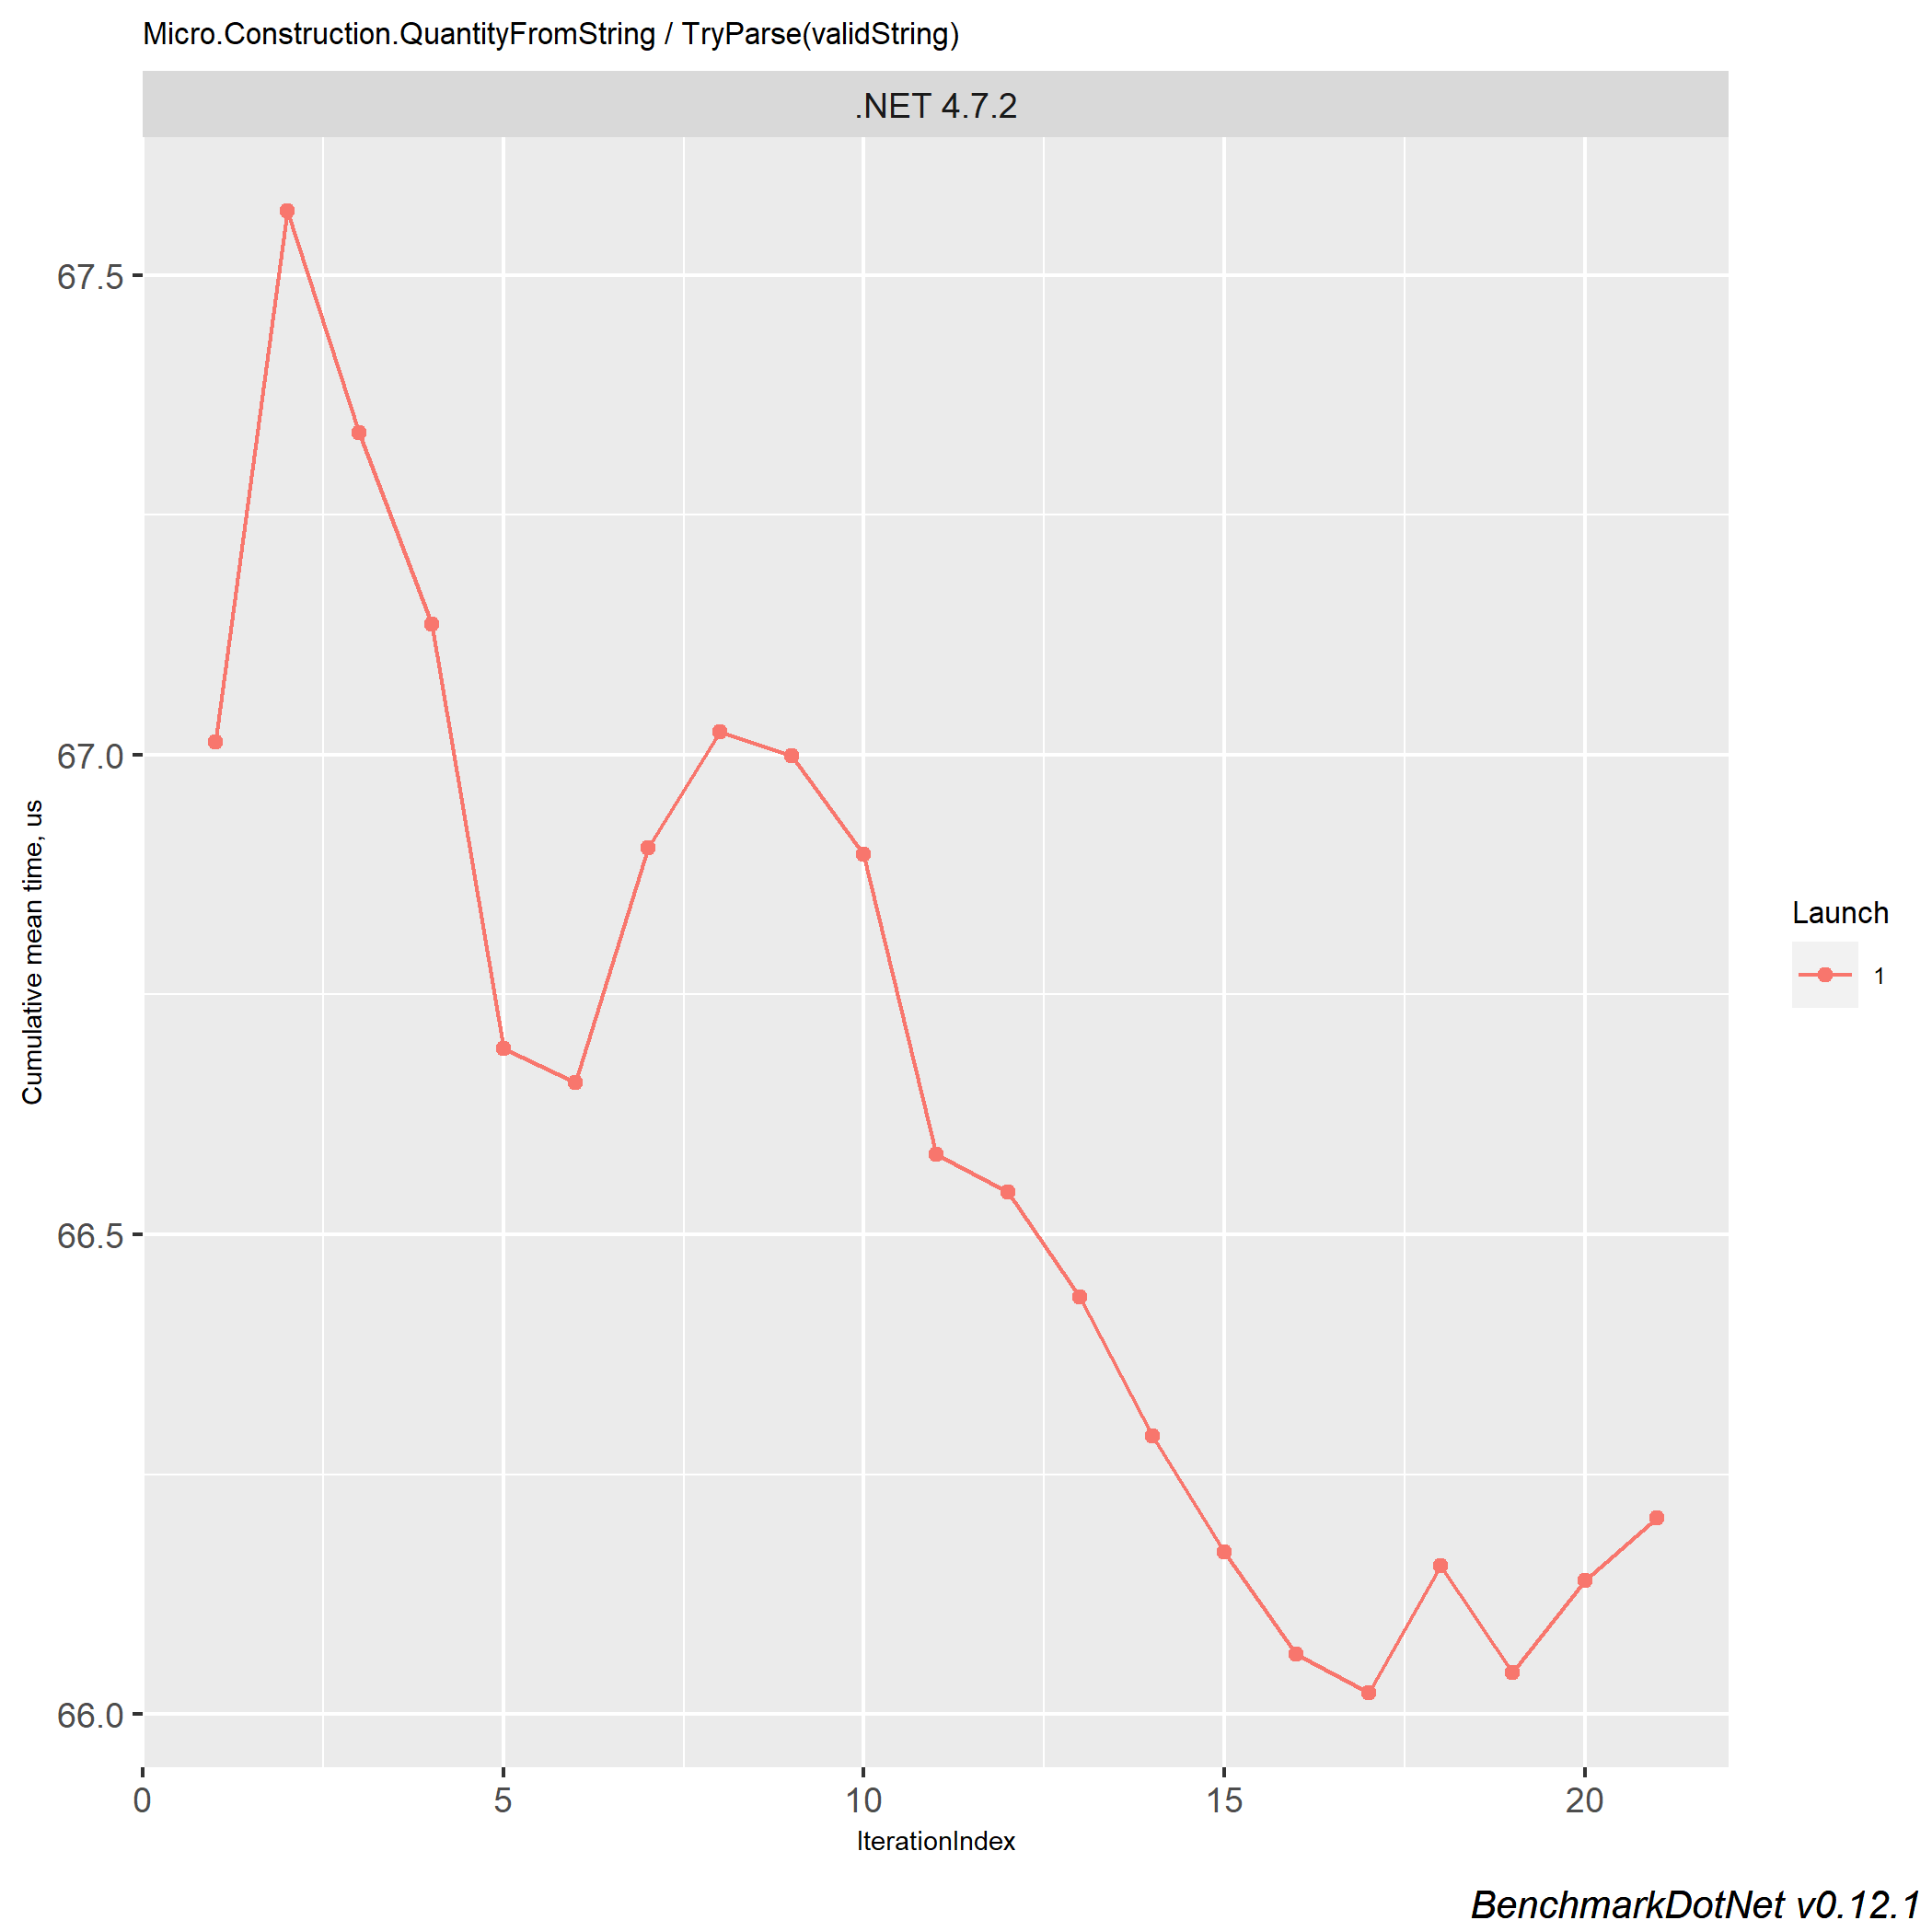 Micro.Construction.QuantityFromString / TryParse(validString)
.NET 4.7.2
67.5
67.0
66.5
66.0
Cumulative mean time, us
0 5 10 15 20
IterationIndex
Launch
1
BenchmarkDotNet v0.12.1